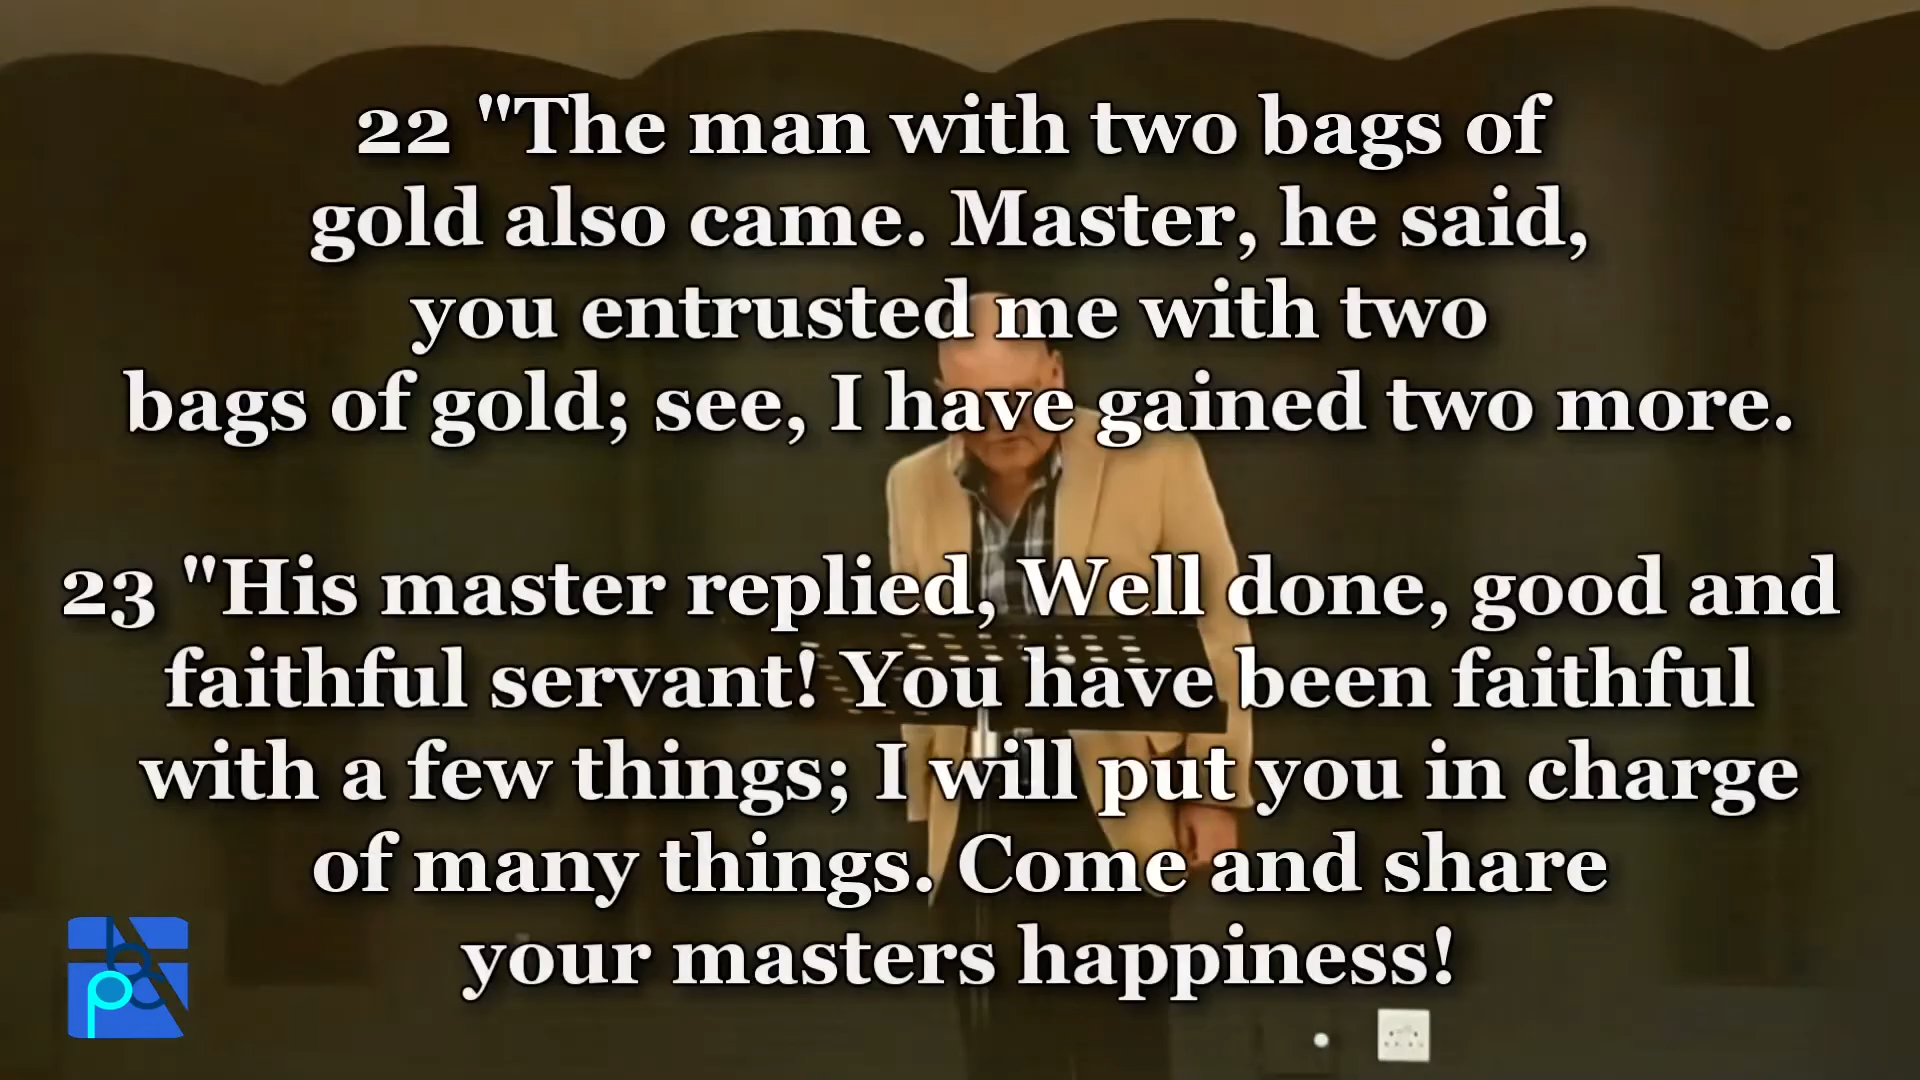 22 "The man with two bags of
gold also came. Master, he said,
you entrusted me with two
bags of gold; see, I have gained two more.
23 "His master replied, Well done, good and
faithful servant! You have been faithful
with a few things; I will put you in charge
of many things. Come and share
your masters happiness!